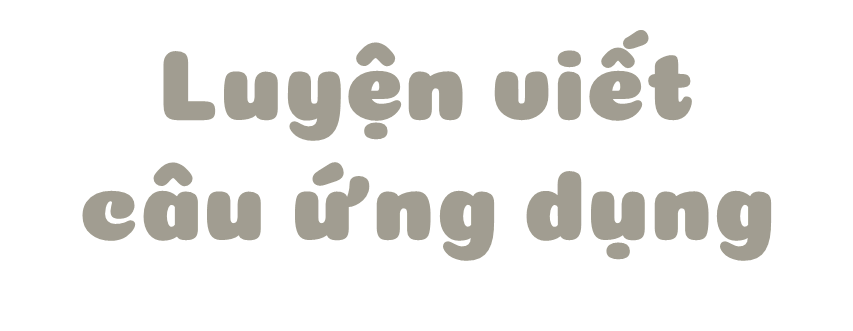 Luyện viết
câu ứng dụng